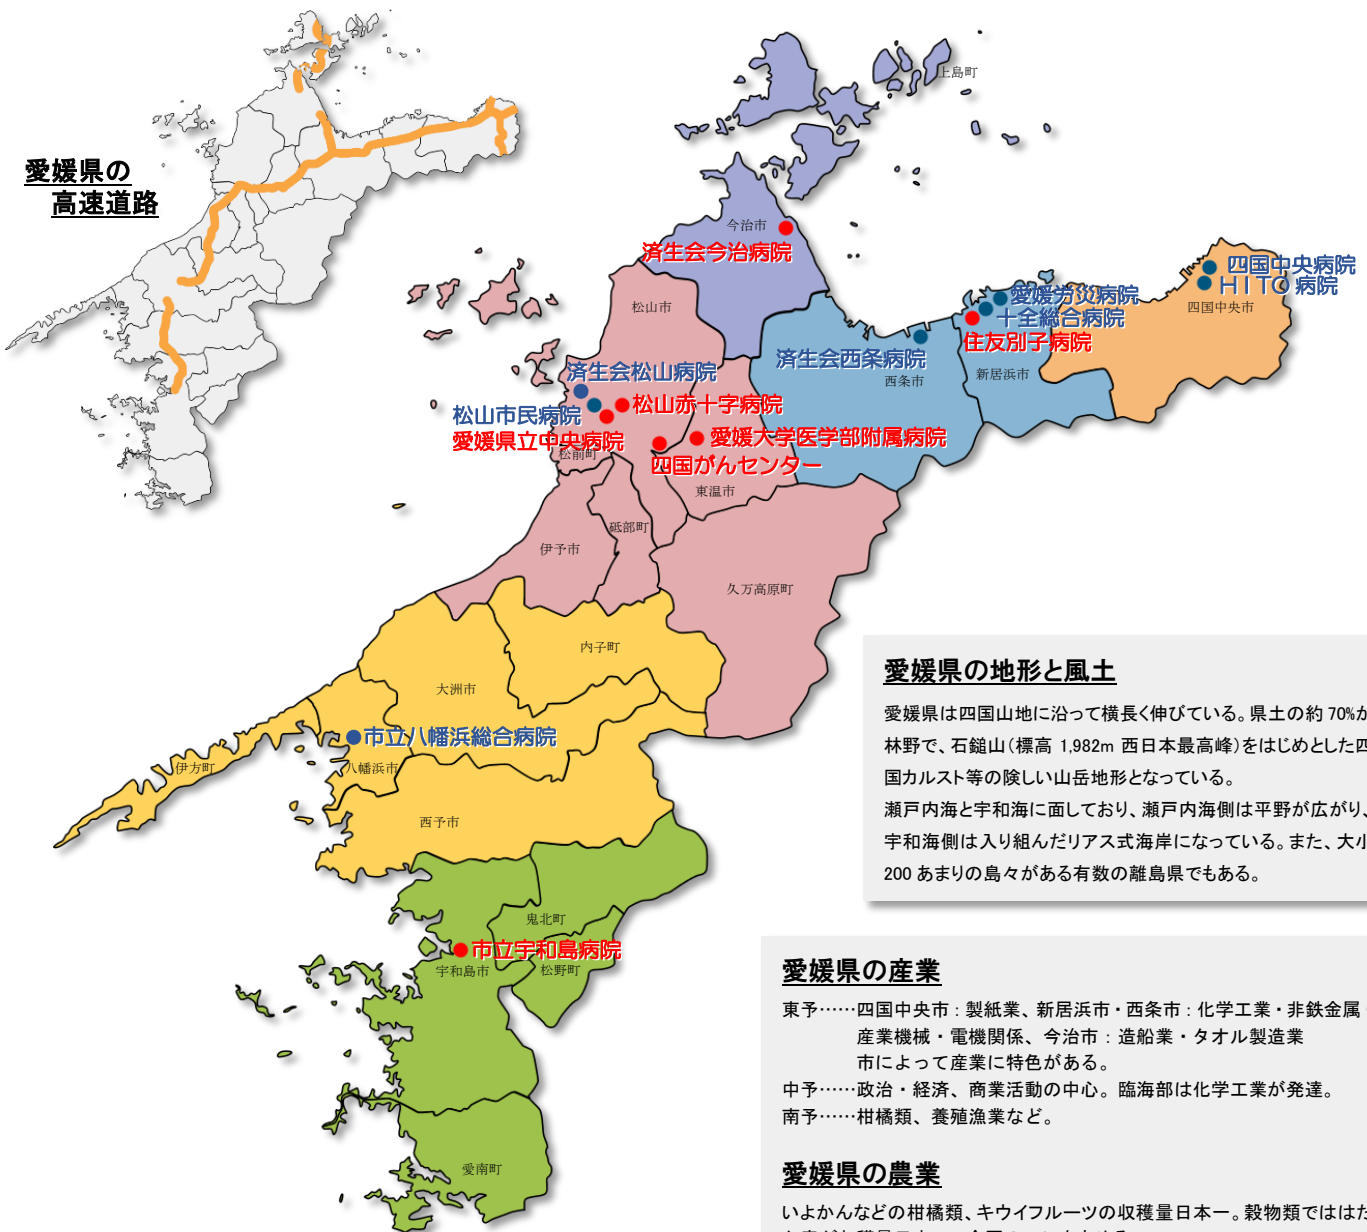 愛媛県の
高速道路
上島町
今治市
済生会今治病院
四国中央病院
HITO病院
四国中央市
愛媛労災病院
十全総合病院
住友別子病院
新居浜市
済生会西条病院
西条市
松山市
済生会松山病院
松山市民病院
松山赤十字病院
愛媛県立中央病院
愛媛大学医学部附属病院
松前町
四国がんセンター
東温市
砥部町
伊予市
久万高原町
内子町
大洲市
市立八幡浜総合病院
伊方町
八幡浜市
西予市
鬼北町
市立宇和島病院
宇和島市
松野町
愛南町
愛媛県の地形と風土
愛媛県は四国山地に沿って横長く伸びている。県土の約70%が
林野で、石鎚山(標高 1,982m 西日本最高峰)をはじめとした四
国カルスト等の険しい山岳地形となっている。
瀬戸内海と宇和海に面しており、瀬戸内海側は平野が広がり、
宇和海側は入り組んだリアス式海岸になっている。また、大小
200あまりの島々がある有数の離島県でもある。
愛媛県の産業
東予……四国中央市:製紙業、新居浜市・西条市:化学工業・非鉄金属
産業機械・電機関係、今治市:造船業・タオル製造業
市によって産業に特色がある。
中予……政治・経済、商業活動の中心。臨海部は化学工業が発達。
南予……柑橘類、養殖漁業など。
愛媛県の農業
いよかんなどの柑橘類、キウイフルーツの収穫量日本一。穀物類でははだ